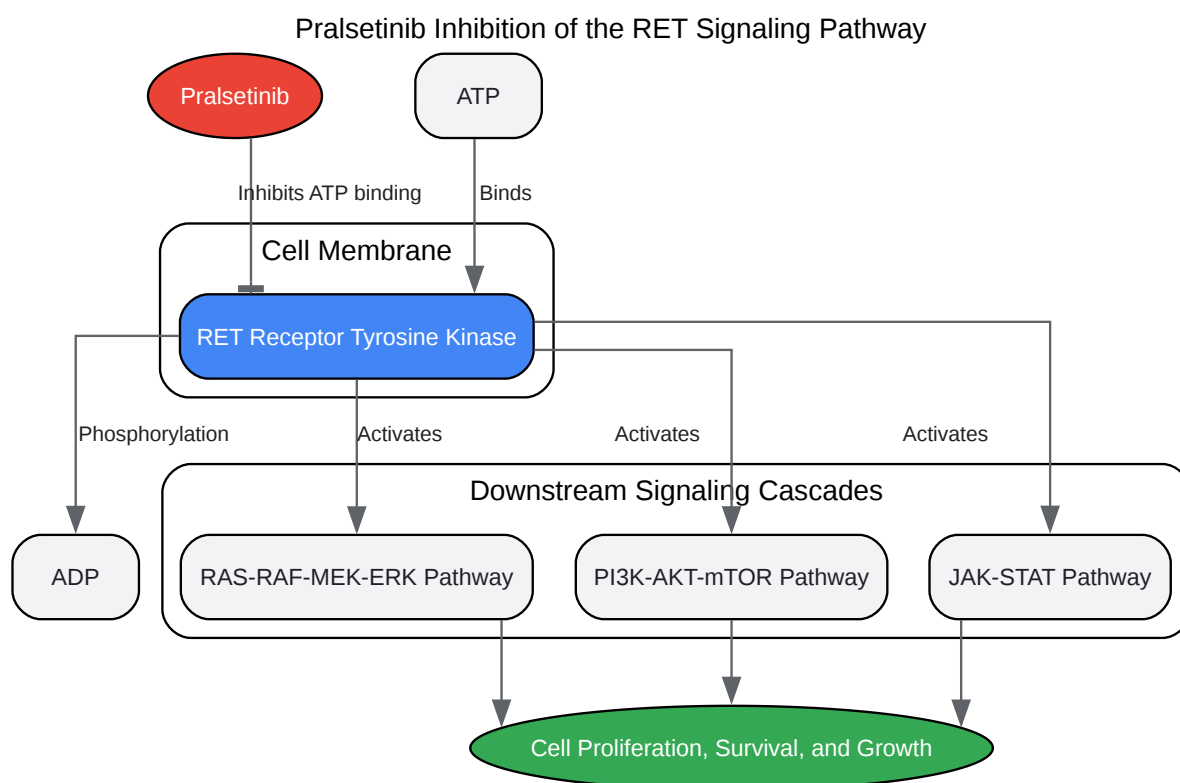 Pralsetinib Inhibition of the RET Signaling Pathway
Pralsetinib
ATP
Inhibits ATP binding
Binds
Cell Membrane
RET Receptor Tyrosine Kinase
Phosphorylation
Activates
Activates
Activates
Downstream Signaling Cascades
ADP
RAS-RAF-MEK-ERK Pathway
PI3K-AKT-mTOR Pathway
JAK-STAT Pathway
Cell Proliferation, Survival, and Growth